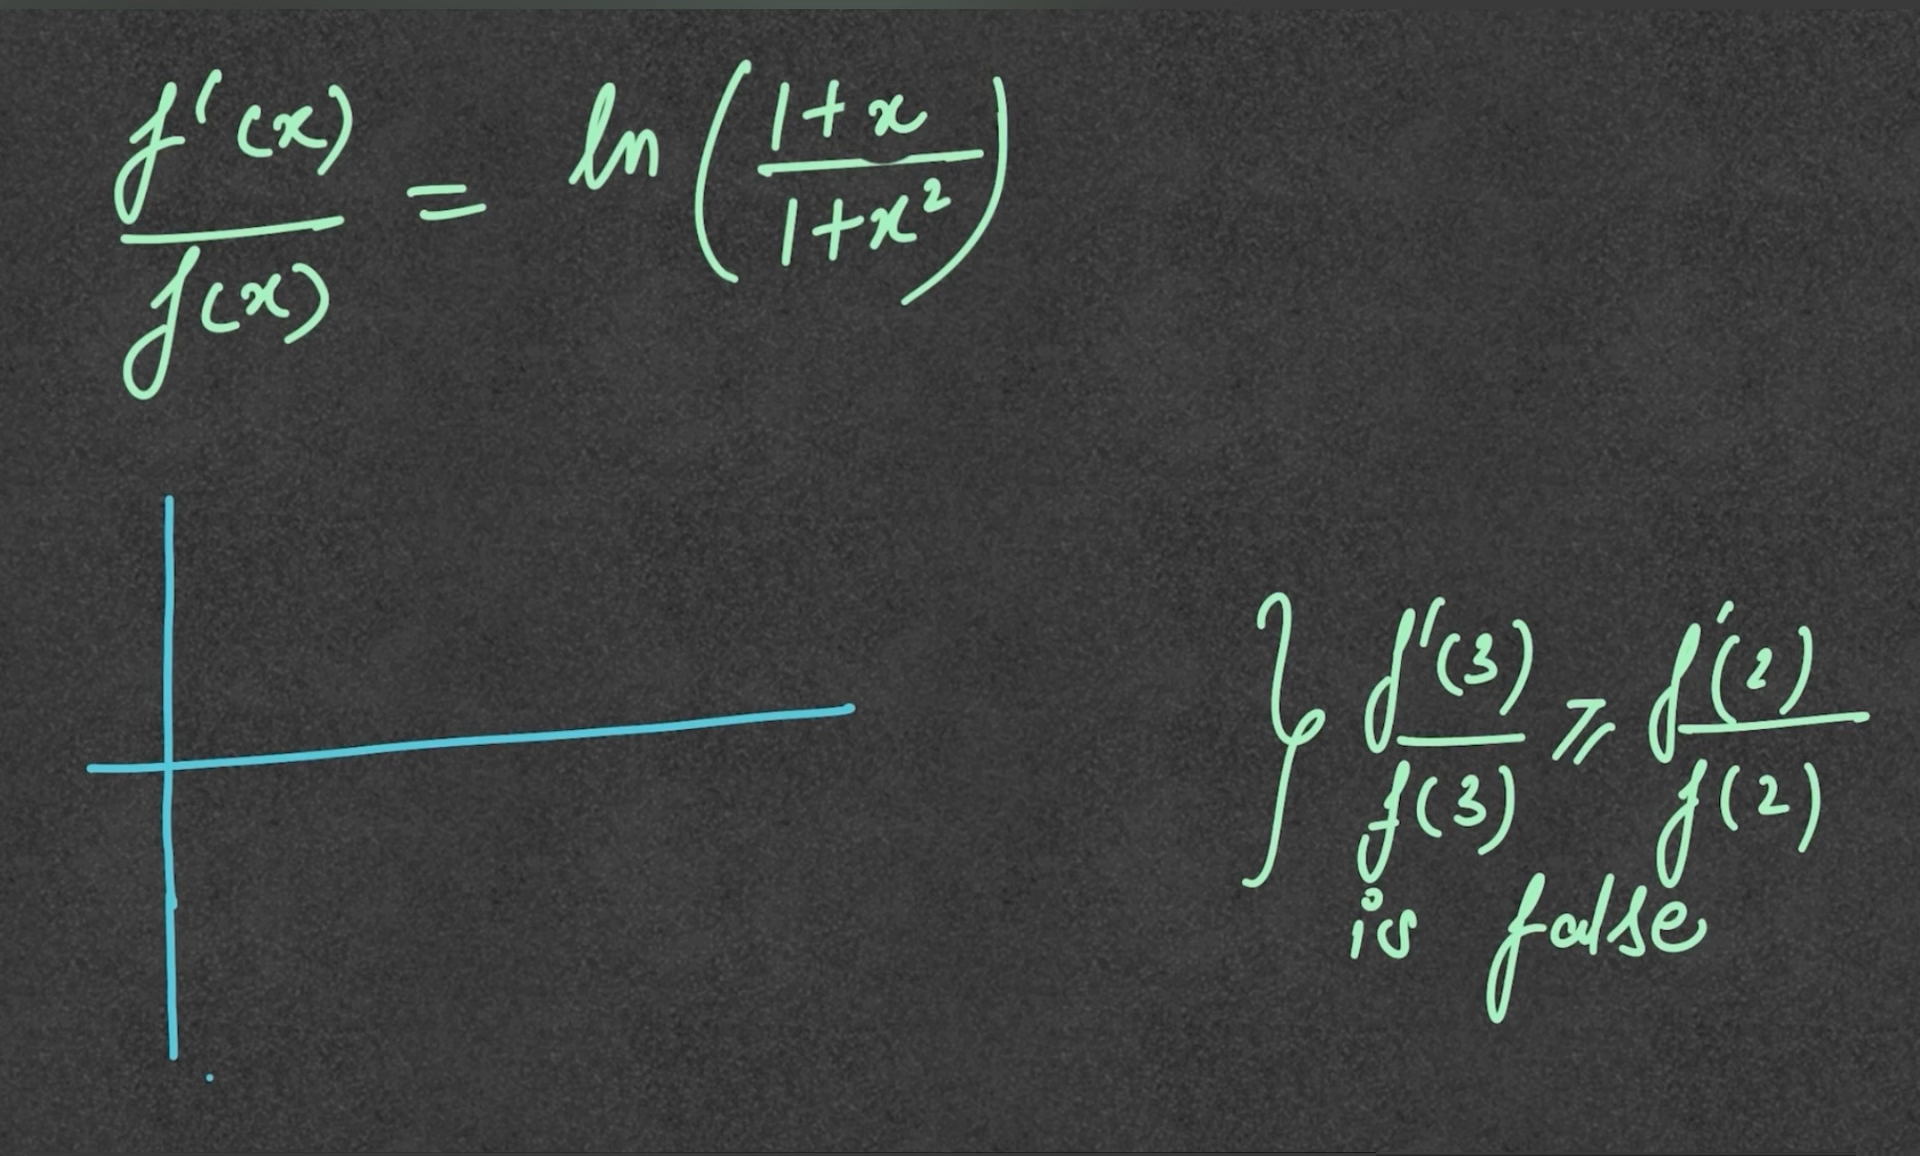 f'(x)/f(x) = ln((1+x)/(1+x²))
} f'(3)/f(3) ⩾ f'(2)/f(2)
is false